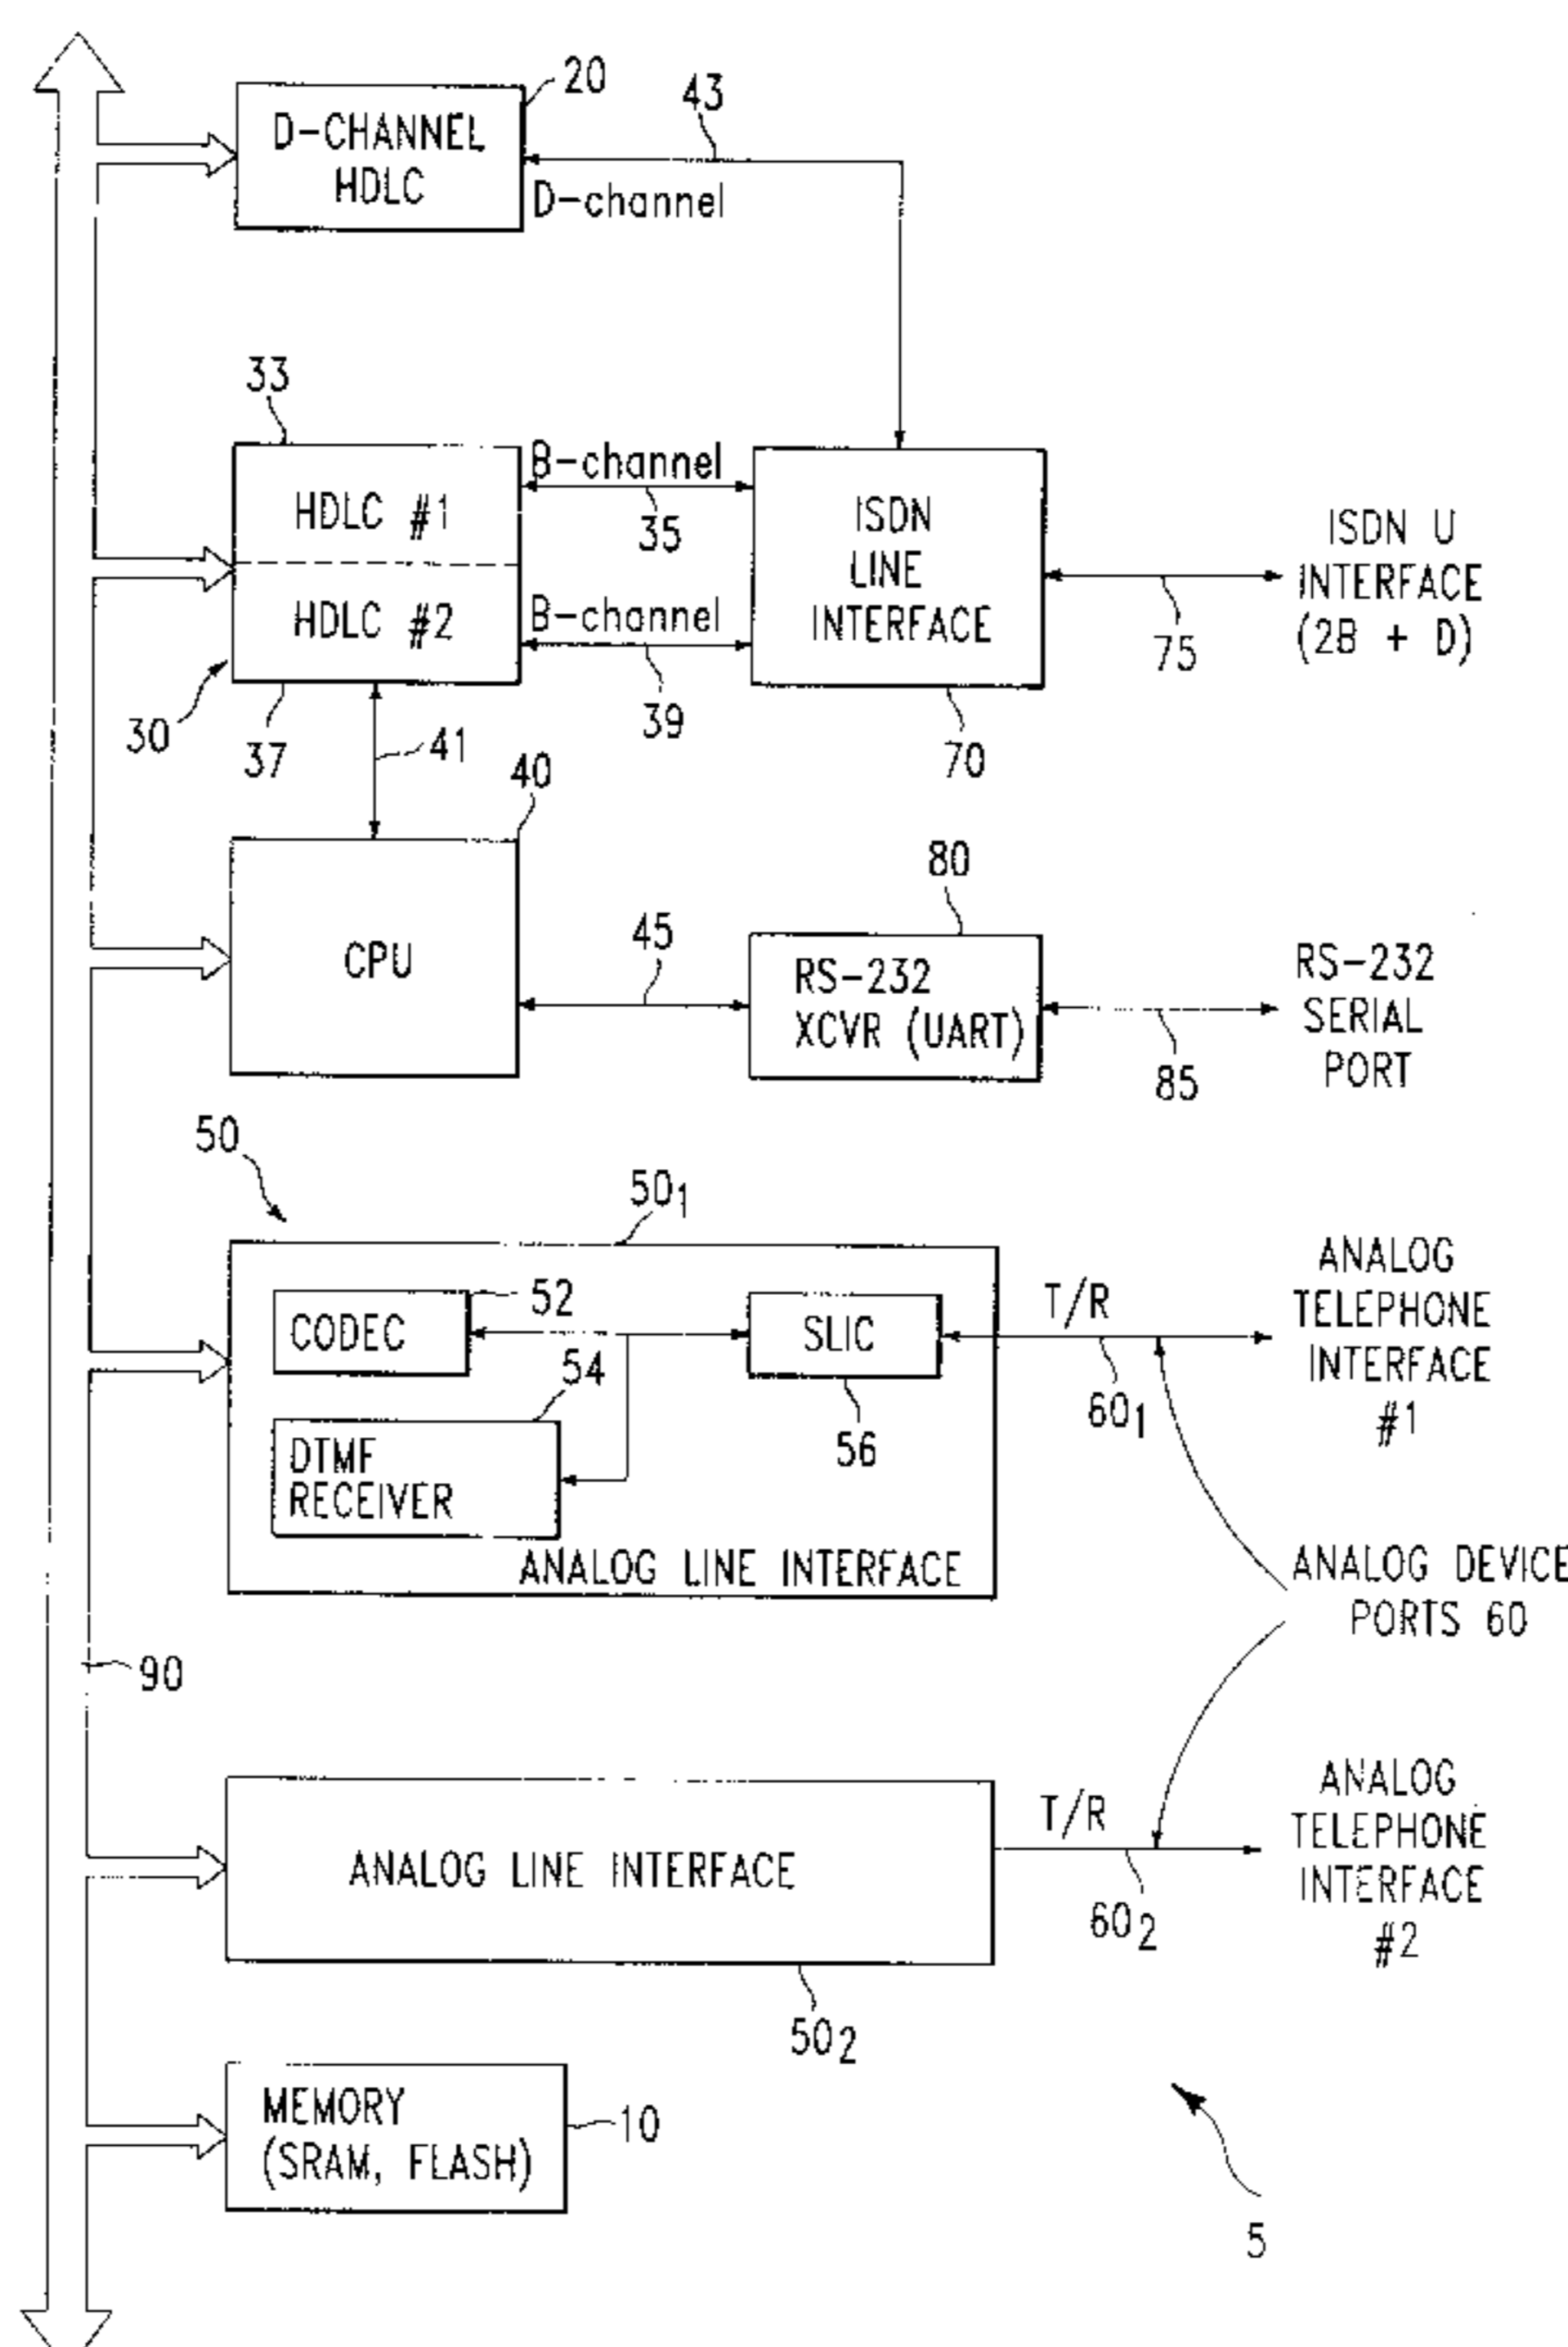 20
43
D-CHANNEL
HDLC
D-channel
33
HDLC #1
HDLC #2
B-channel
35
B-channel
39
ISDN
LINE
INTERFACE
ISDN U
INTERFACE
(2B + D)
75
30
37
41
70
40
CPU
45
80
RS-232
XCVR (UART)
85
RS-232
SERIAL
PORT
50
501
CODEC
52
54
DTMF
RECEIVER
SLIC
56
ANALOG LINE INTERFACE
T/R
601
ANALOG
TELEPHONE
INTERFACE
#1
ANALOG DEVICE
PORTS 60
90
ANALOG LINE INTERFACE
502
T/R
602
ANALOG
TELEPHONE
INTERFACE
#2
MEMORY
(SRAM, FLASH)
10
5